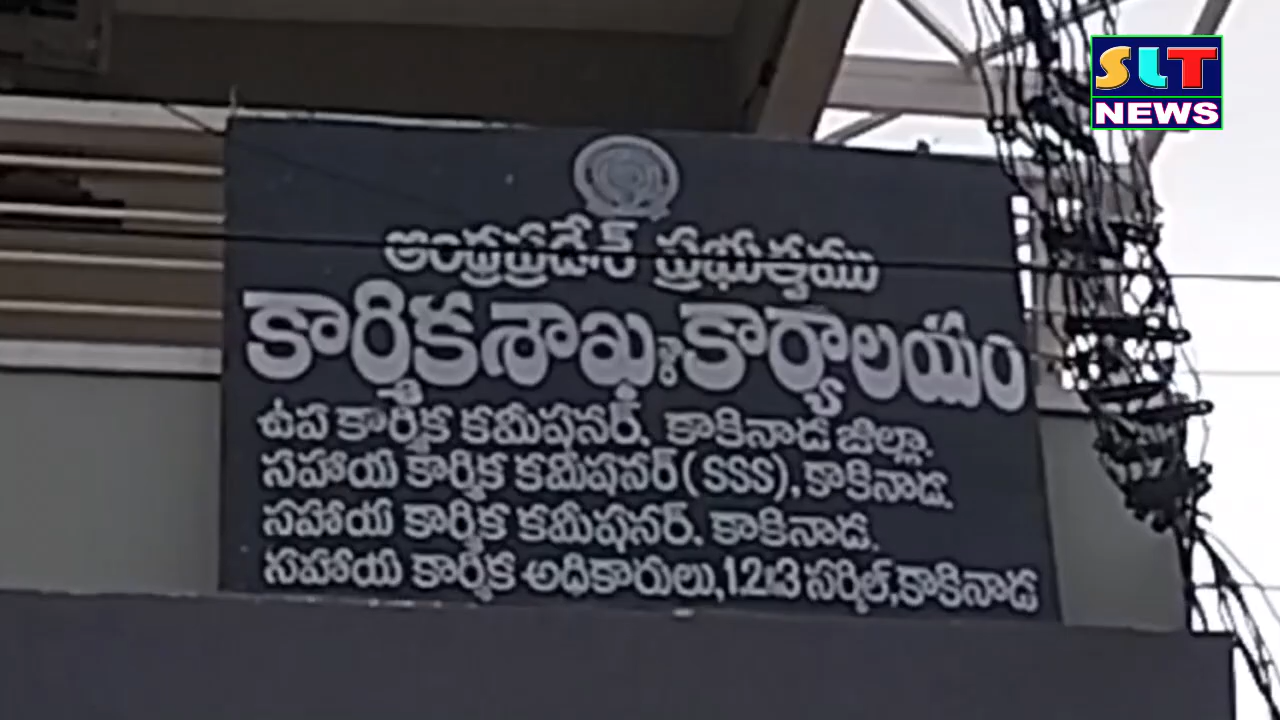 SLT
NEWS
ఆంధ్రప్రదేశ్ ప్రభుత్వము
కార్మికశాఖ కార్యాలయం
ఉప కార్మిక కమీషనర్. కాకినాడ జిల్లా.
సహాయ కార్మిక కమీషనర్(SSS), కాకినాడ.
సహాయ కార్మిక కమీషనర్. కాకినాడ.
సహాయ కార్మిక అధికారులు,1.2&3 సర్కిల్,కాకినాడ